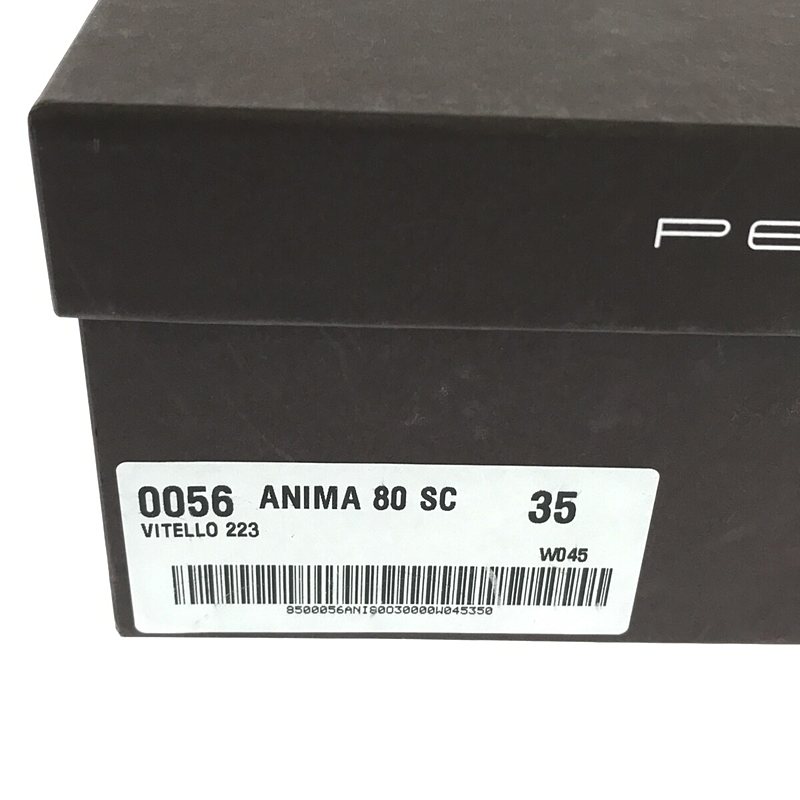 PE
0056 ANIMA 80 SC 35
VITELLO 223
W045
8500056ANI80030000W045350